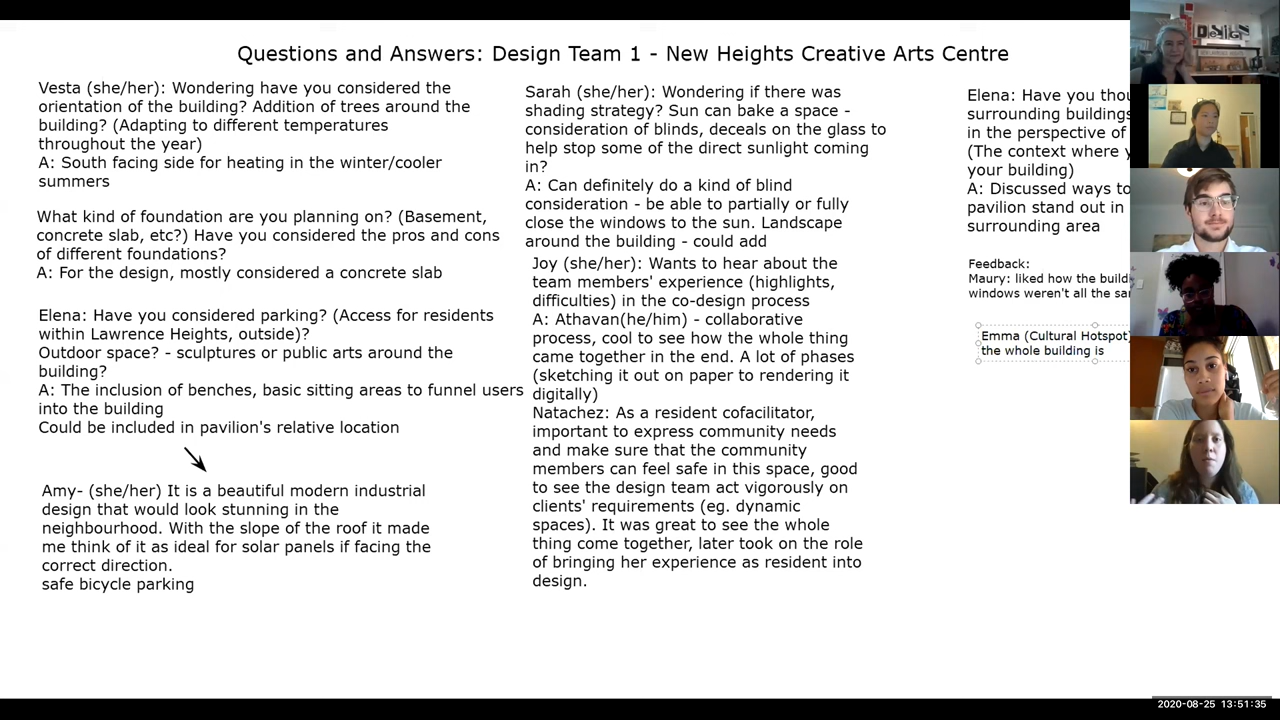 Questions and Answers: Design Team 1 - New Heights Creative Arts Centre
Vesta (she/her): Wondering have you considered the
orientation of the building? Addition of trees around the
building? (Adapting to different temperatures
throughout the year)
A: South facing side for heating in the winter/cooler
summers
What kind of foundation are you planning on? (Basement,
concrete slab, etc?) Have you considered the pros and cons
of different foundations?
A: For the design, mostly considered a concrete slab
Elena: Have you considered parking? (Access for residents
within Lawrence Heights, outside)?
Outdoor space? - sculptures or public arts around the
building?
A: The inclusion of benches, basic sitting areas to funnel users
into the building
Could be included in pavilion's relative location
Amy- (she/her) It is a beautiful modern industrial
design that would look stunning in the
neighbourhood. With the slope of the roof it made
me think of it as ideal for solar panels if facing the
correct direction.
safe bicycle parking
Sarah (she/her): Wondering if there was
shading strategy? Sun can bake a space -
consideration of blinds, deceals on the glass to
help stop some of the direct sunlight coming
in?
A: Can definitely do a kind of blind
consideration - be able to partially or fully
close the windows to the sun. Landscape
around the building - could add
Joy (she/her): Wants to hear about the
team members' experience (highlights,
difficulties) in the co-design process
A: Athavan(he/him) - collaborative
process, cool to see how the whole thing
came together in the end. A lot of phases
(sketching it out on paper to rendering it
digitally)
Natachez: As a resident cofacilitator,
important to express community needs
and make sure that the community
members can feel safe in this space, good
to see the design team act vigorously on
clients' requirements (eg. dynamic
spaces). It was great to see the whole
thing come together, later took on the role
of bringing her experience as resident into
design.
Elena: Have you
surrounding buildings
in the perspective of
(The context where
your building)
A: Discussed ways to
pavilion stand out in
surrounding area
Feedback:
Maury: liked how the
windows weren't all the
Emma (Cultural Hotspot)
the whole building is
DESIGN
2020-08-25 13:51:35